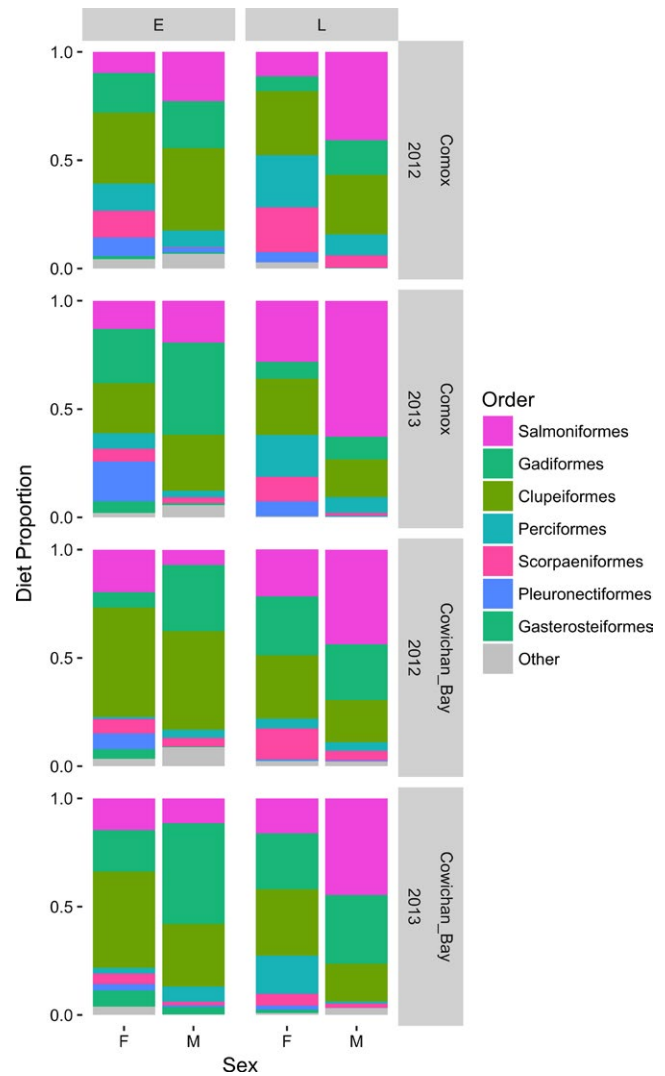 E
L
1.0
0.5
0.0
Comox
2012
1.0
0.5
0.0
Comox
2013
1.0
0.5
0.0
Cowichan_Bay
2012
1.0
0.5
0.0
Cowichan_Bay
2013
F
M
F
M
Sex
Diet Proportion
Order
Salmoniformes
Gadiformes
Clupeiformes
Perciformes
Scorpaeniformes
Pleuronectiformes
Gasterosteiformes
Other